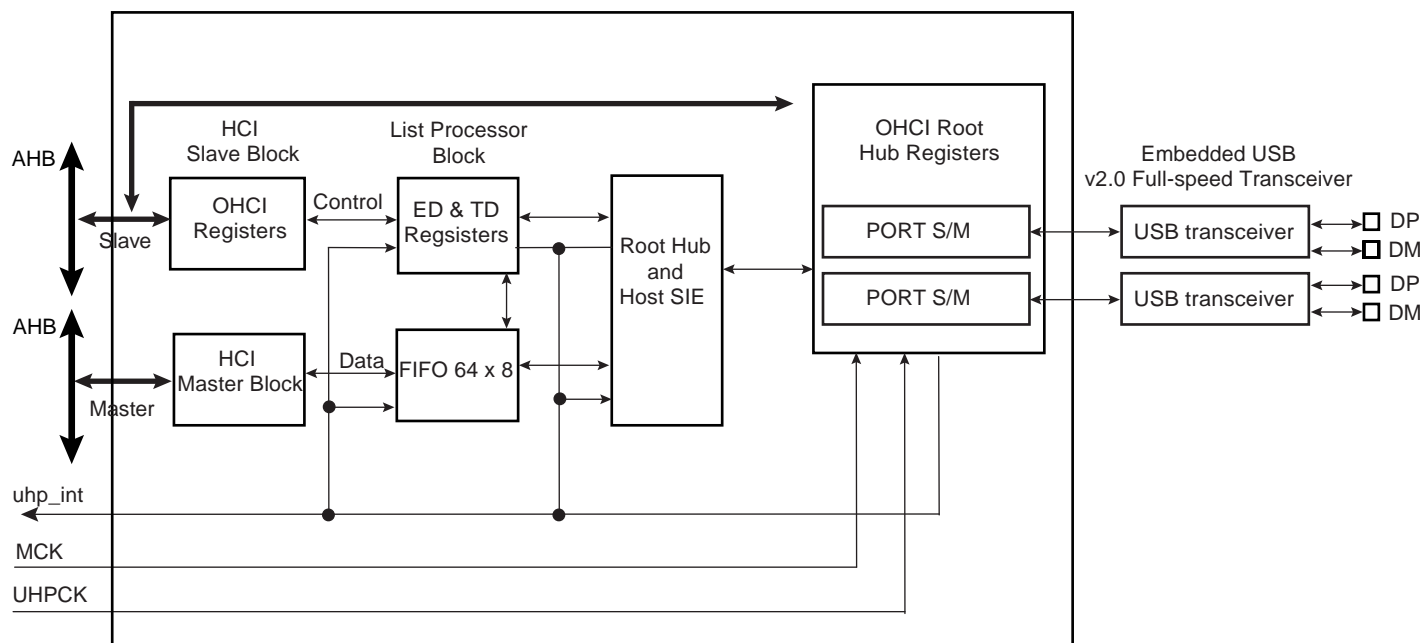 HCI
Slave Block
List Processor
Block
OHCI Root
Hub Registers
Embedded USB
v2.0 Full-speed Transceiver
AHB
Slave
OHCI
Registers
Control
ED & TD
Regsisters
Root Hub
and
Host SIE
PORT S/M
USB transceiver
DP
DM
PORT S/M
USB transceiver
DP
DM
AHB
Master
HCI
Master Block
Data
FIFO 64 x 8
uhp_int
MCK
UHPCK